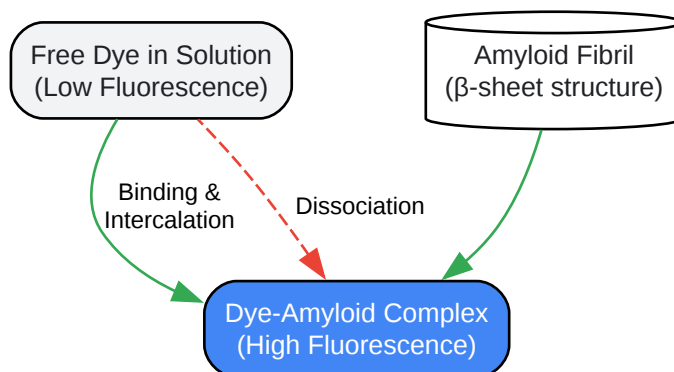 Free Dye in Solution
(Low Fluorescence)
Amyloid Fibril
(β-sheet structure)
Binding &
Intercalation
Dissociation
Dye-Amyloid Complex
(High Fluorescence)